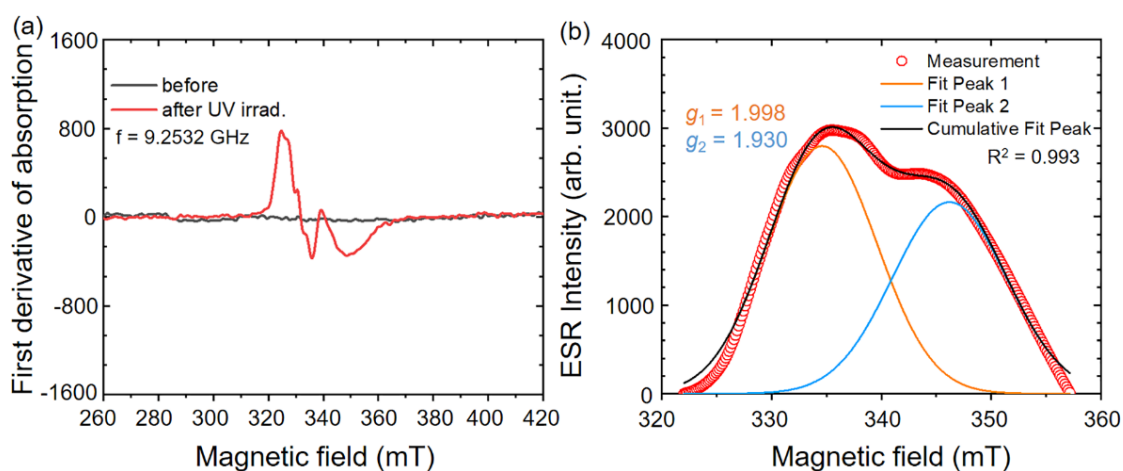 (a)
First derivative of absorption
1600
800
0
-800
-1600
before
after UV irrad.
f = 9.2532 GHz
260 280 300 320 340 360 380 400 420
Magnetic field (mT)
(b)
ESR Intensity (arb. unit.)
4000
3000
2000
1000
0
Measurement
Fit Peak 1
Fit Peak 2
Cumulative Fit Peak
R² = 0.993
g₁ = 1.998
g₂ = 1.930
320 330 340 350 360
Magnetic field (mT)